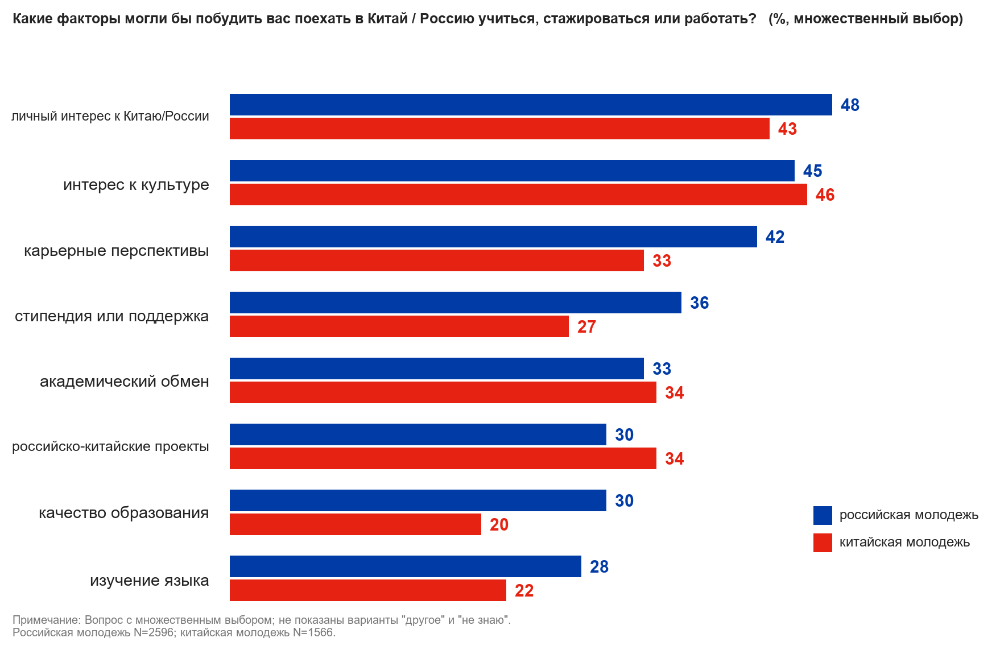 Какие факторы могли бы побудить вас поехать в Китай / Россию учиться, стажироваться или работать? (%, множественный выбор)
личный интерес к Китаю/России
48
43
интерес к культуре
45
46
карьерные перспективы
42
33
стипендия или поддержка
36
27
академический обмен
33
34
российско-китайские проекты
30
34
качество образования
30
20
изучение языка
28
22
российская молодежь
китайская молодежь
Примечание: Вопрос с множественным выбором; не показаны варианты "другое" и "не знаю".
Российская молодежь N=2596; китайская молодежь N=1566.